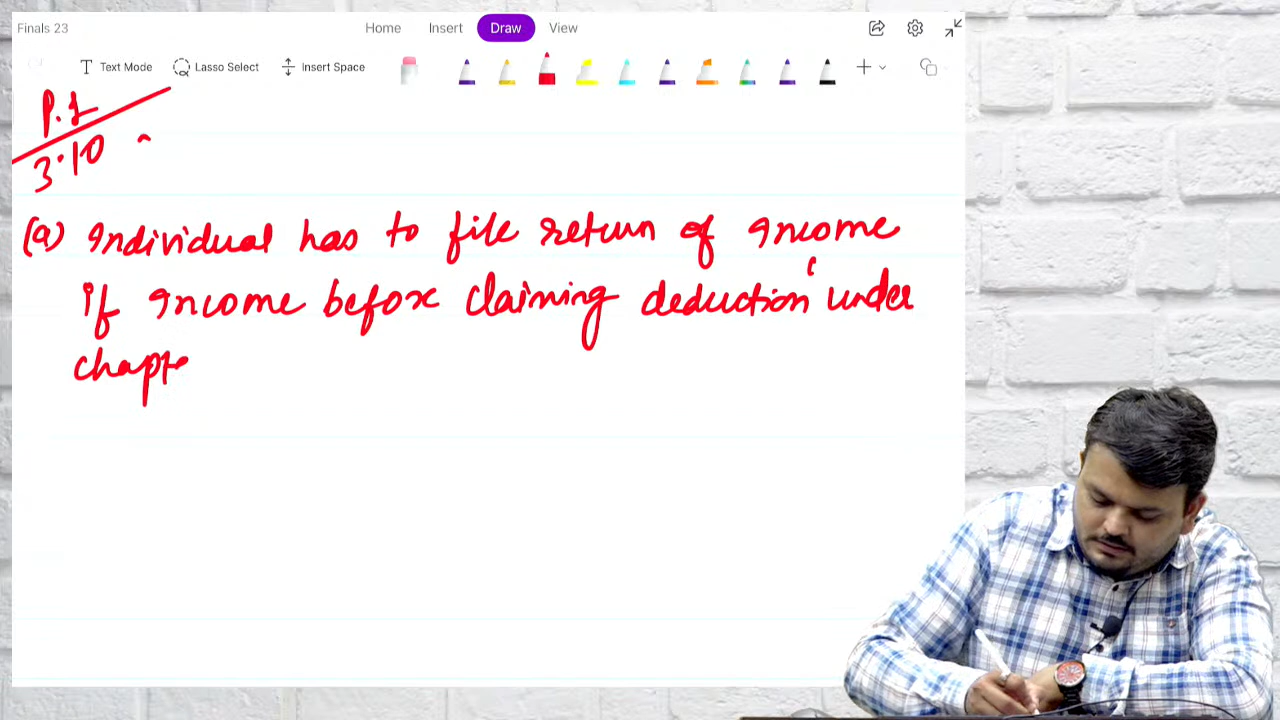 Finals 23
Home Insert Draw View
Text Mode Lasso Select Insert Space
P.1
3.10
(a) Individual has to file return of Income
if Income before claiming deduction under
chapte